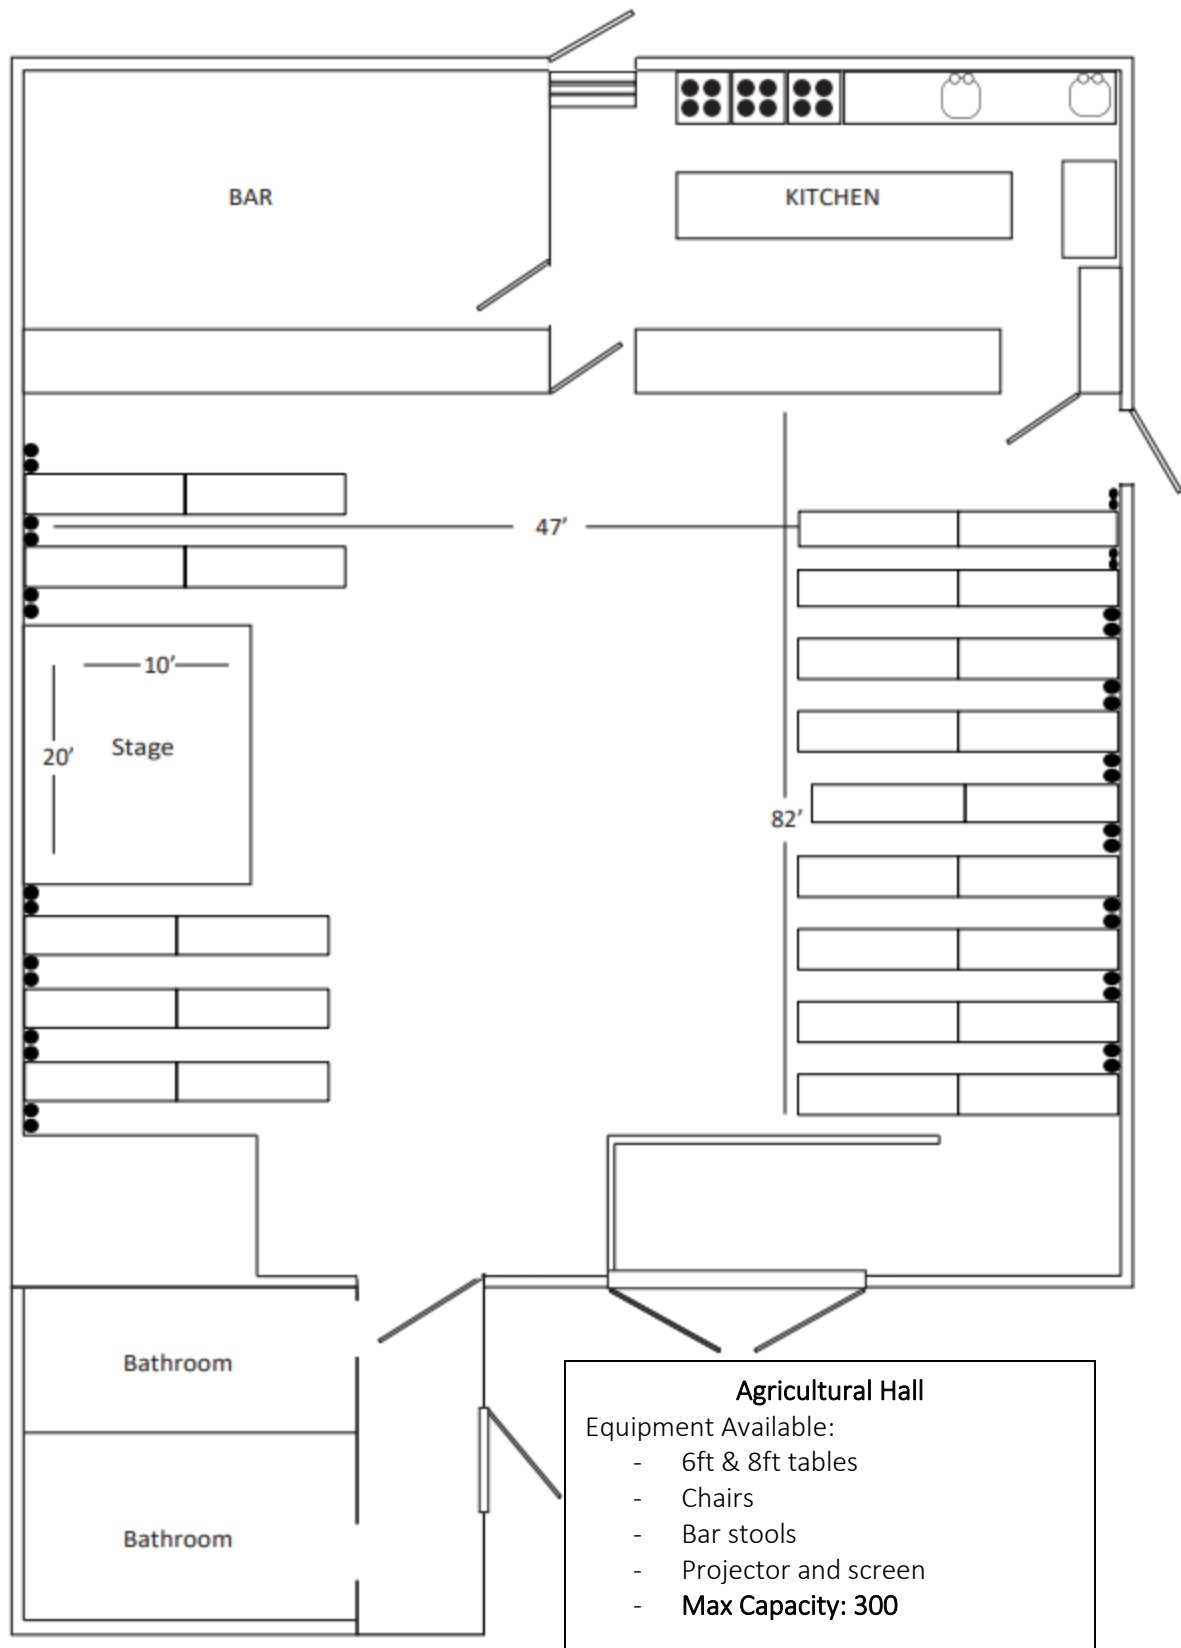 BAR
KITCHEN
47'
10'
20'
Stage
82'
Bathroom
Bathroom
Agricultural Hall
Equipment Available:
- 6ft & 8ft tables
- Chairs
- Bar stools
- Projector and screen
- Max Capacity: 300